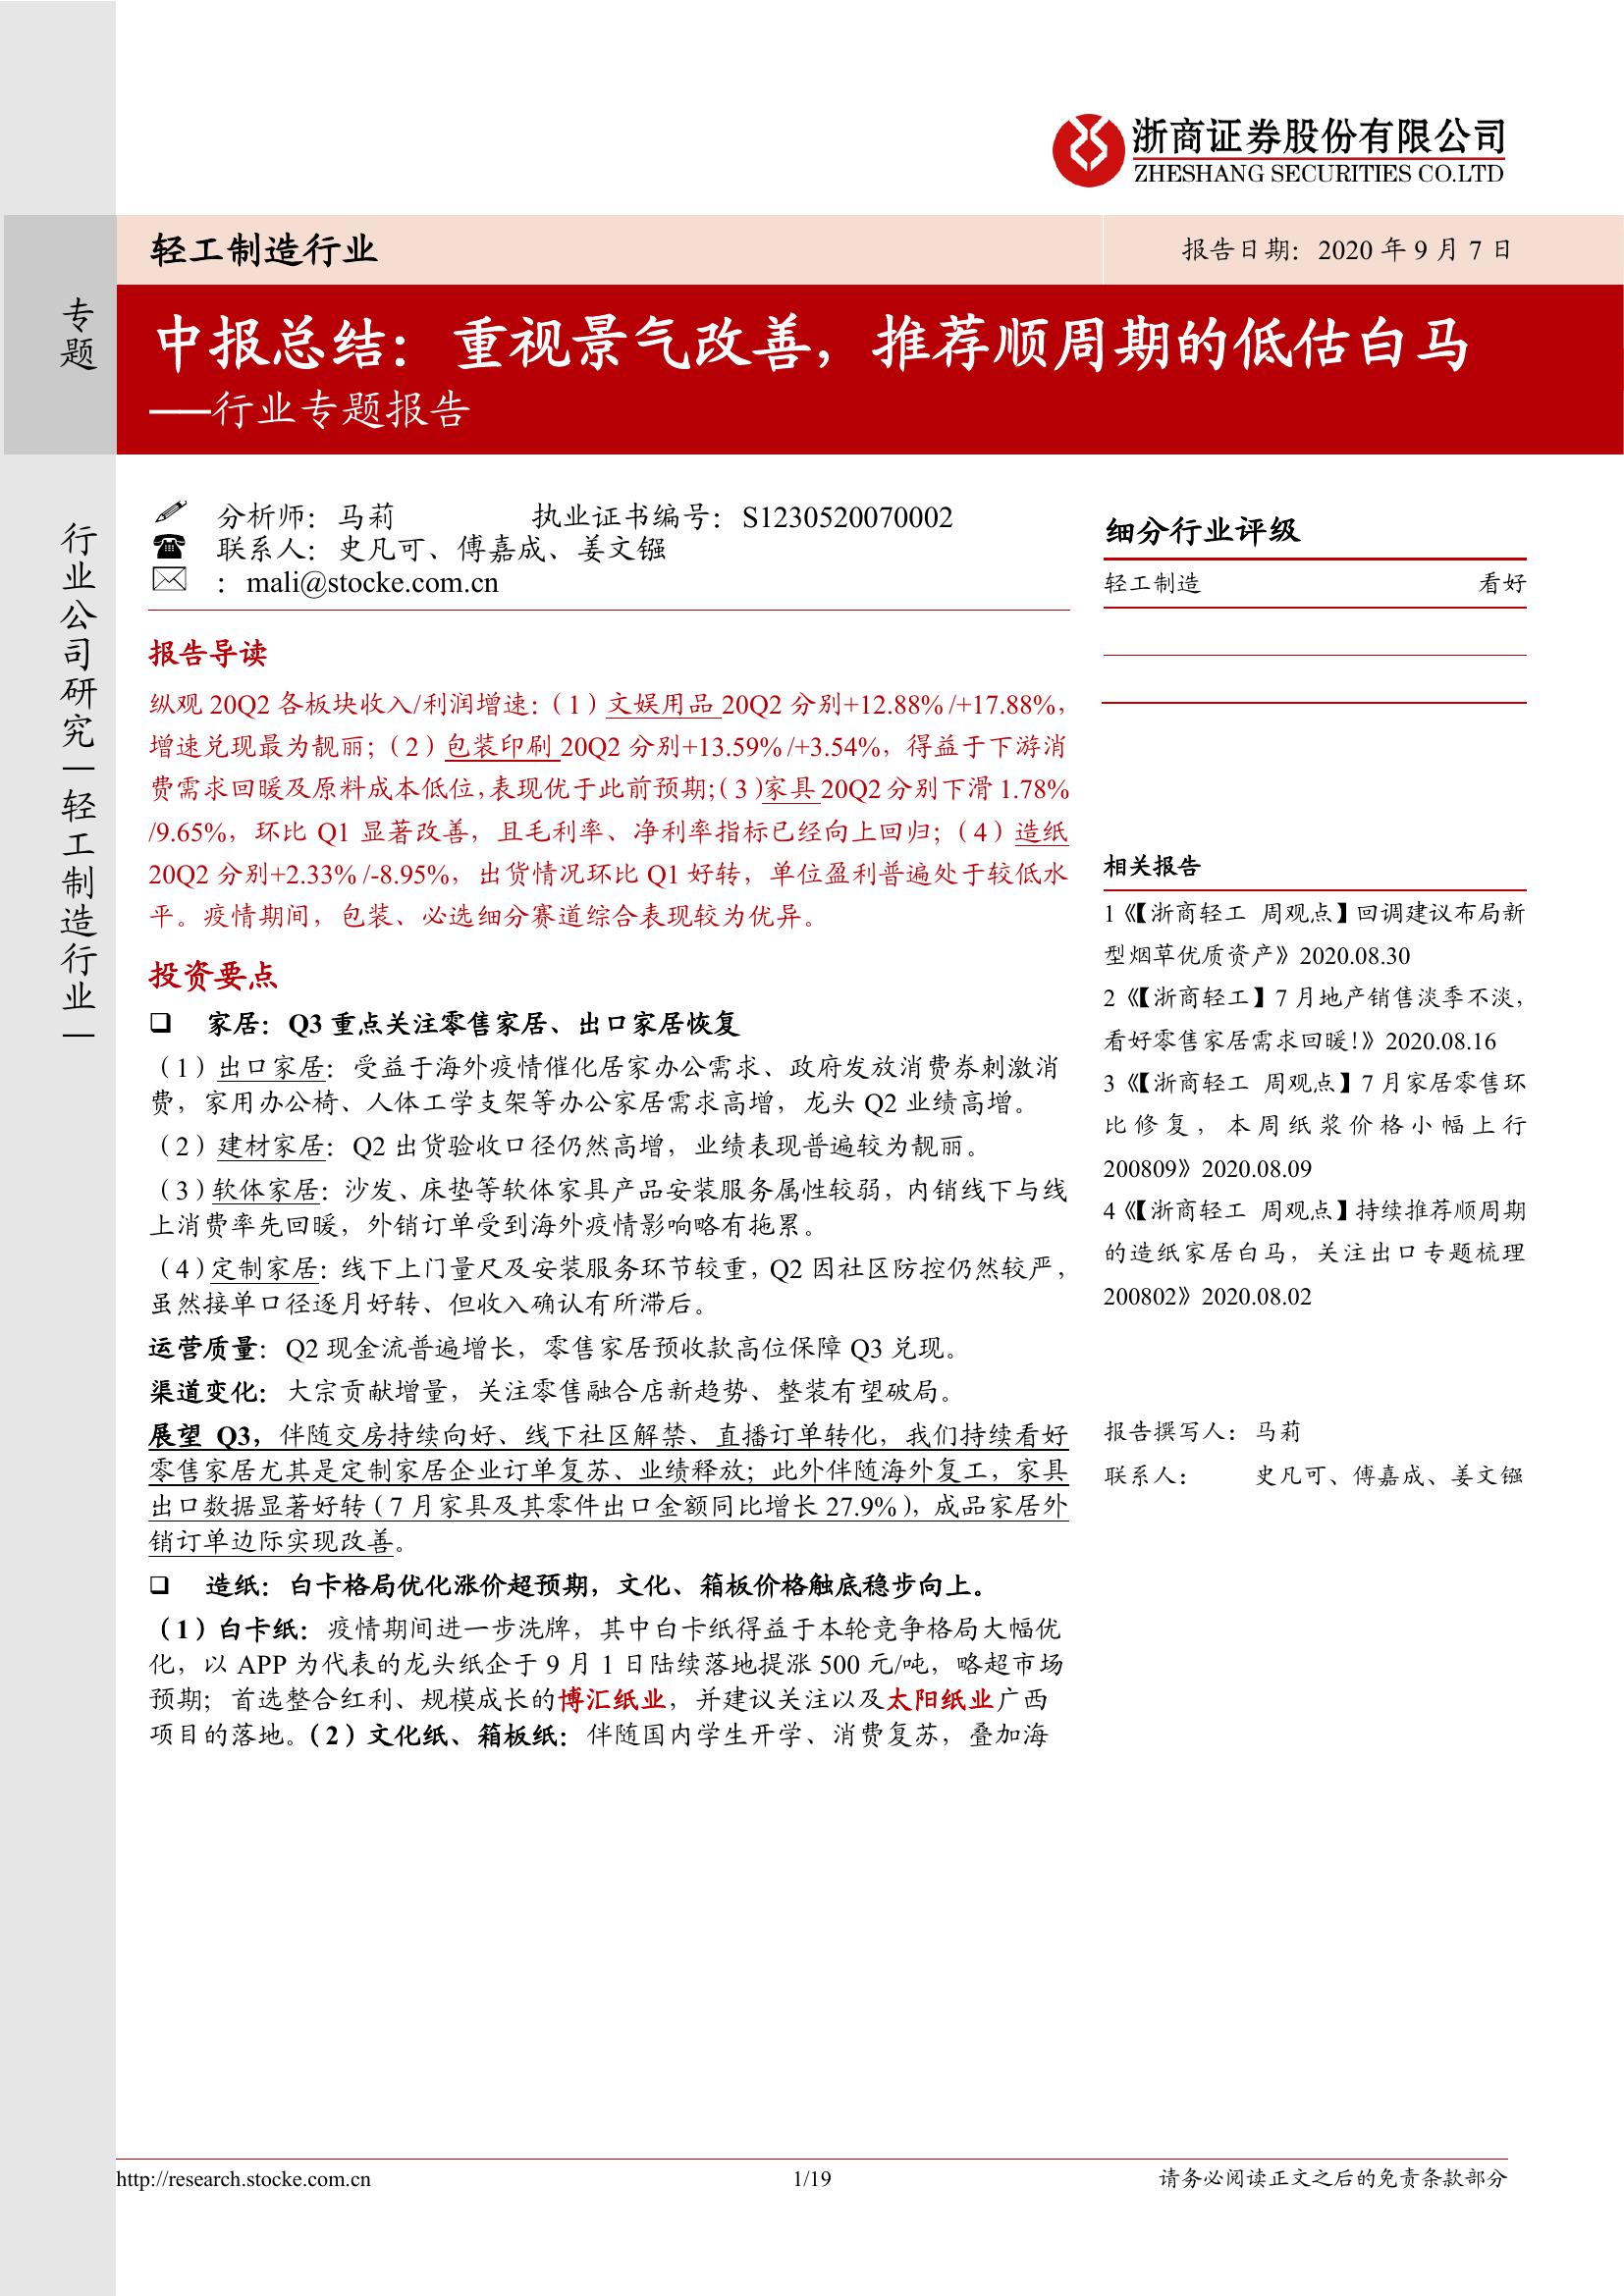 浙商证券股份有限公司
ZHESHANG SECURITIES CO.LTD
轻工制造行业
报告日期：2020 年 9 月 7 日
专题
中报总结：重视景气改善，推荐顺周期的低估白马
——行业专题报告
行业公司研究│轻工制造行业│
分析师：马莉 执业证书编号：S1230520070002
联系人：史凡可、傅嘉成、姜文镪
：mali@stocke.com.cn
报告导读
纵观 20Q2 各板块收入/利润增速：（1）文娱用品 20Q2 分别+12.88%/+17.88%，
增速兑现最为靓丽；（2）包装印刷 20Q2 分别+13.59%/+3.54%，得益于下游消
费需求回暖及原料成本低位，表现优于此前预期；（3）家具 20Q2 分别下滑 1.78%
/9.65%，环比 Q1 显著改善，且毛利率、净利率指标已经向上回归；（4）造纸
20Q2 分别+2.33%/-8.95%，出货情况环比 Q1 好转，单位盈利普遍处于较低水
平。疫情期间，包装、必选细分赛道综合表现较为优异。
投资要点
❑ 家居：Q3 重点关注零售家居、出口家居恢复
（1）出口家居：受益于海外疫情催化居家办公需求、政府发放消费券刺激消
费，家用办公椅、人体工学支架等办公家居需求高增，龙头 Q2 业绩高增。
（2）建材家居：Q2 出货验收口径仍然高增，业绩表现普遍较为靓丽。
（3）软体家居：沙发、床垫等软体家具产品安装服务属性较弱，内销线下与线
上消费率先回暖，外销订单受到海外疫情影响略有拖累。
（4）定制家居：线下上门量尺及安装服务环节较重，Q2 因社区防控仍然较严，
虽然接单口径逐月好转、但收入确认有所滞后。
运营质量：Q2 现金流普遍增长，零售家居预收款高位保障 Q3 兑现。
渠道变化：大宗贡献增量，关注零售融合店新趋势、整装有望破局。
展望 Q3，伴随交房持续向好、线下社区解禁、直播订单转化，我们持续看好
零售家居尤其是定制家居企业订单复苏、业绩释放；此外伴随海外复工，家具
出口数据显著好转（7 月家具及其零件出口金额同比增长 27.9%），成品家居外
销订单边际实现改善。
❑ 造纸：白卡格局优化涨价超预期，文化、箱板价格触底稳步向上。
（1）白卡纸：疫情期间进一步洗牌，其中白卡纸得益于本轮竞争格局大幅优
化，以 APP 为代表的龙头纸企于 9 月 1 日陆续落地提涨 500 元/吨，略超市场
预期；首选整合红利、规模成长的博汇纸业，并建议关注以及太阳纸业广西
项目的落地。（2）文化纸、箱板纸：伴随国内学生开学、消费复苏，叠加海
细分行业评级
轻工制造 看好
相关报告
1《【浙商轻工 周观点】回调建议布局新
型烟草优质资产》2020.08.30
2《【浙商轻工】7 月地产销售淡季不淡，
看好零售家居需求回暖!》2020.08.16
3《【浙商轻工 周观点】7 月家居零售环
比修复，本周纸浆价格小幅上行
200809》2020.08.09
4《【浙商轻工 周观点】持续推荐顺周期
的造纸家居白马，关注出口专题梳理
200802》2020.08.02
报告撰写人：马莉
联系人： 史凡可、傅嘉成、姜文镪
http://research.stocke.com.cn 1/19 请务必阅读正文之后的免责条款部分